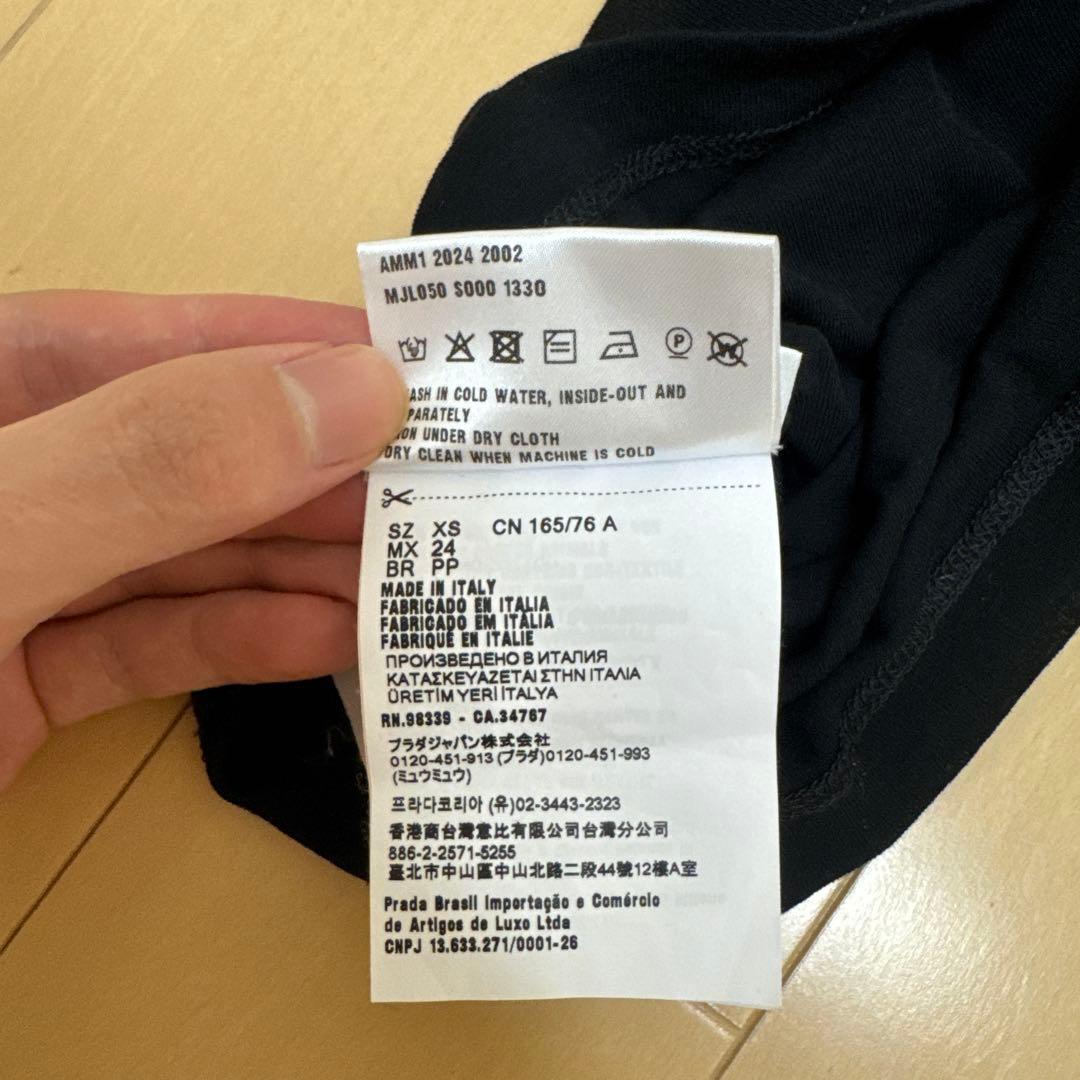 AMM1 2024 2002
MJL050 S000 1330
P
W
ASH IN COLD WATER, INSIDE-OUT AND
PARATELY
ON UNDER DRY CLOTH
DRY CLEAN WHEN MACHINE IS COLD
SZ XS CN 165/76 A
MX 24
BR PP
MADE IN ITALY
FABRICADO EN ITALIA
FABRICADO EM ITALIA
FABRIQUÉ EN ITALIE
ПРОИЗВЕДЕНО В ИТАЛИЯ
ΚΑΤΑΣΚΕΥΑΖΕΤΑΙ ΣΤΗΝ ΙΤΑΛΙΑ
ÜRETİM YERİ İTALYA
RN.98339 - CA.34767
プラダジャパン株式会社
0120-451-913 (プラダ)0120-451-993
(ミュウミュウ)
프라다코리아 (유)02-3443-2323
香港商台灣意比有限公司台灣分公司
886-2-2571-5255
臺北市中山區中山北路二段44號12樓A室
Prada Brasil Importação e Comércio
de Artigos de Luxo Ltda
CNPJ 13.633.271/0001-26